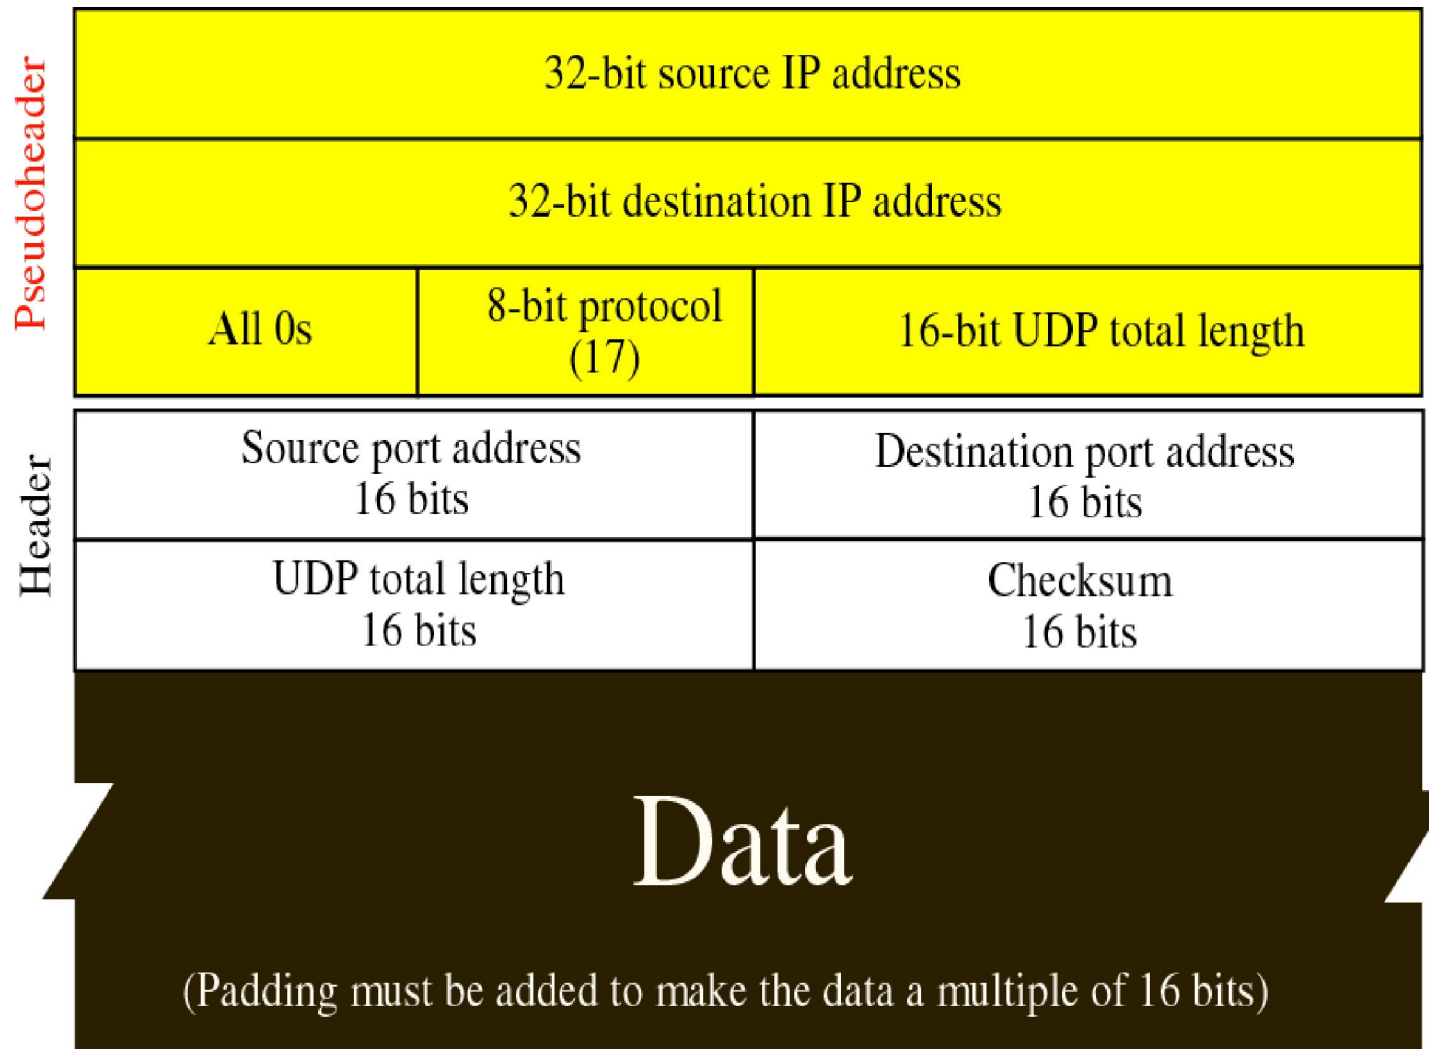 Pseudoheader
32-bit source IP address
32-bit destination IP address
All 0s
8-bit protocol
(17)
16-bit UDP total length
Header
Source port address
16 bits
Destination port address
16 bits
UDP total length
16 bits
Checksum
16 bits
Data
(Padding must be added to make the data a multiple of 16 bits)